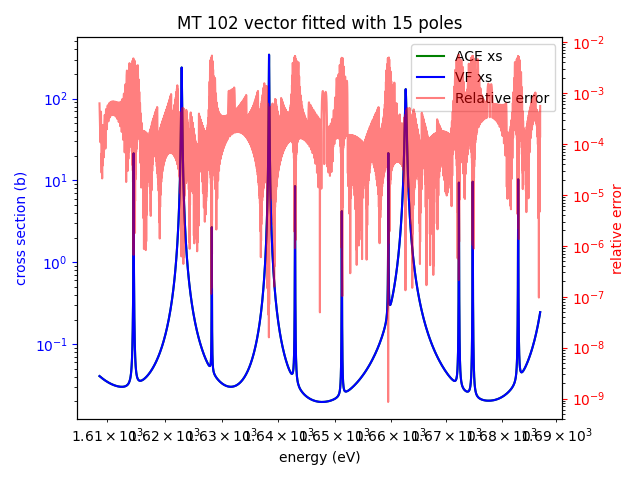 MT 102 vector fitted with 15 poles
ACE xs
VF xs
Relative error
10²
10¹
10⁰
10⁻¹
cross section (b)
10⁻²
10⁻³
10⁻⁴
10⁻⁵
10⁻⁶
10⁻⁷
10⁻⁸
10⁻⁹
relative error
1.61 × 10³ 1.62 × 10³ 1.63 × 10³ 1.64 × 10³ 1.65 × 10³ 1.66 × 10³ 1.67 × 10³ 1.68 × 10³ 1.69 × 10³
energy (eV)